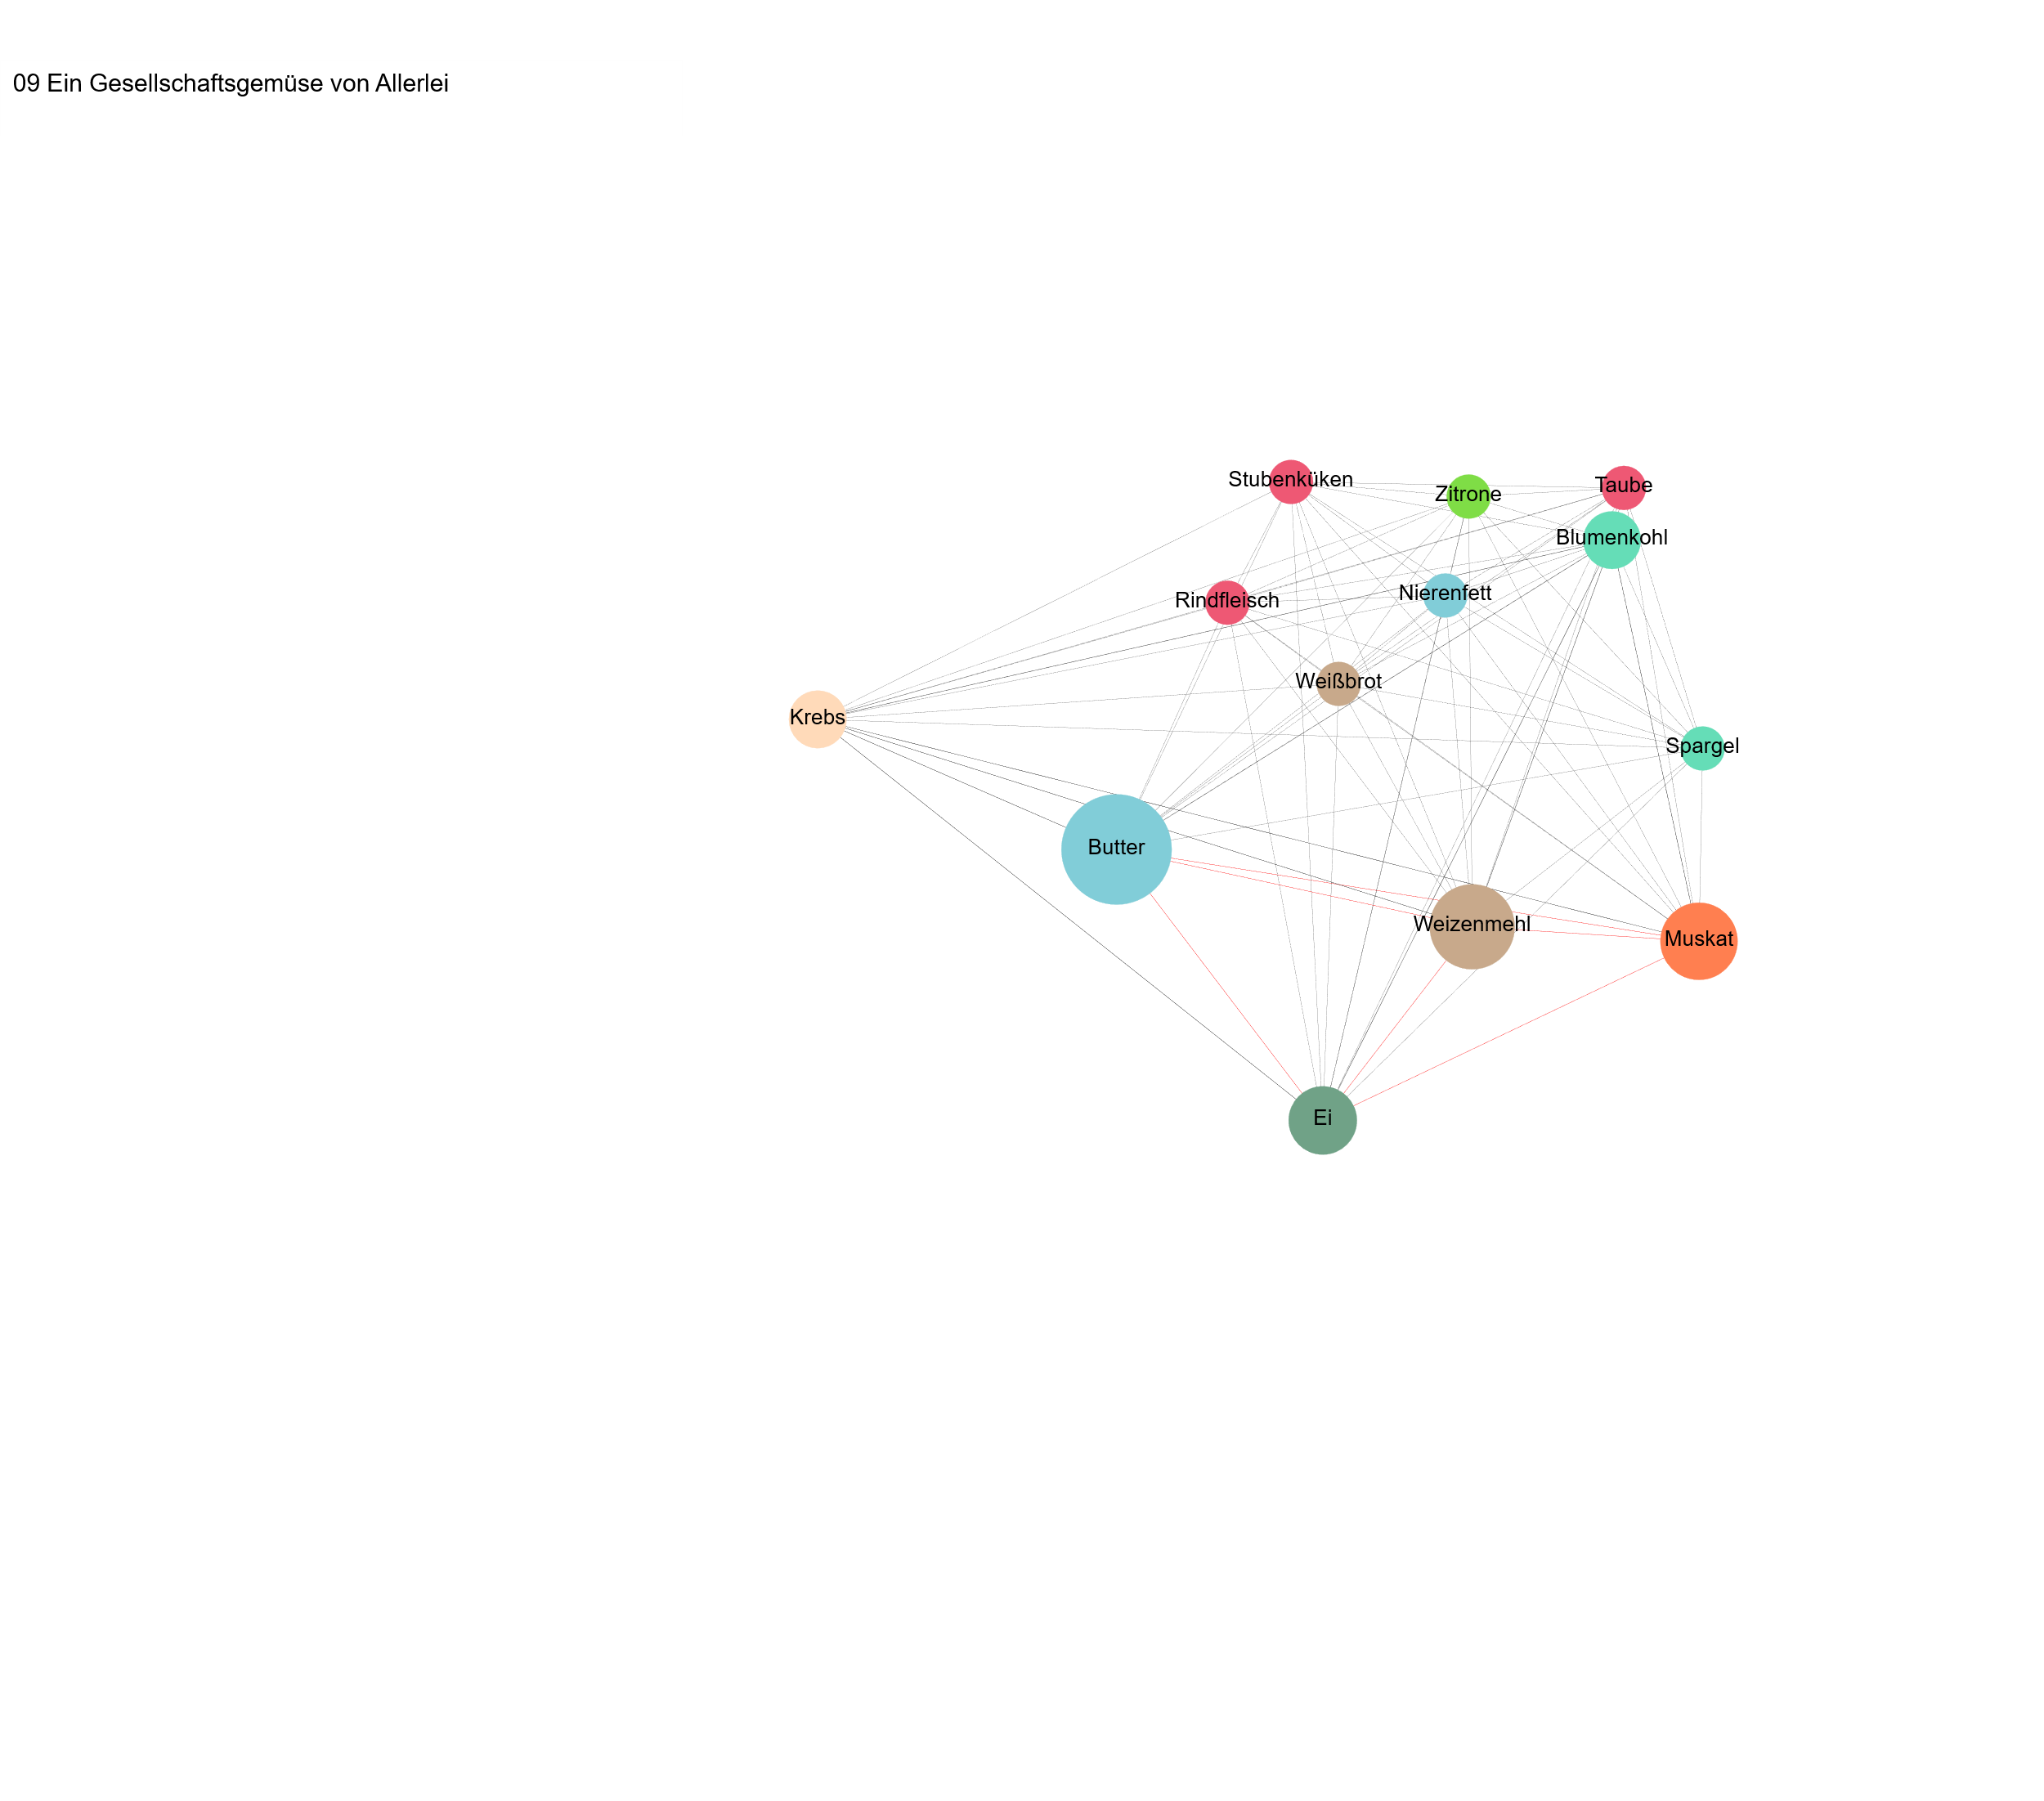 09 Ein Gesellschaftsgemüse von Allerlei
Stubenküken
Zitrone
Taube
Blumenkohl
Nierenfett
Rindfleisch
Weißbrot
Krebs
Spargel
Butter
Weizenmehl
Muskat
Ei